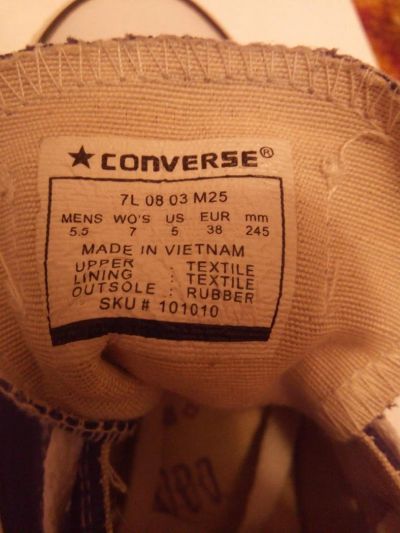 ★CONVERSE®
7L 08 03 M25
MENS WO'S US EUR mm
5.5 7 5 38 245
MADE IN VIETNAM
UPPER : TEXTILE
LINING : TEXTILE
OUTSOLE : RUBBER
SKU # 101010